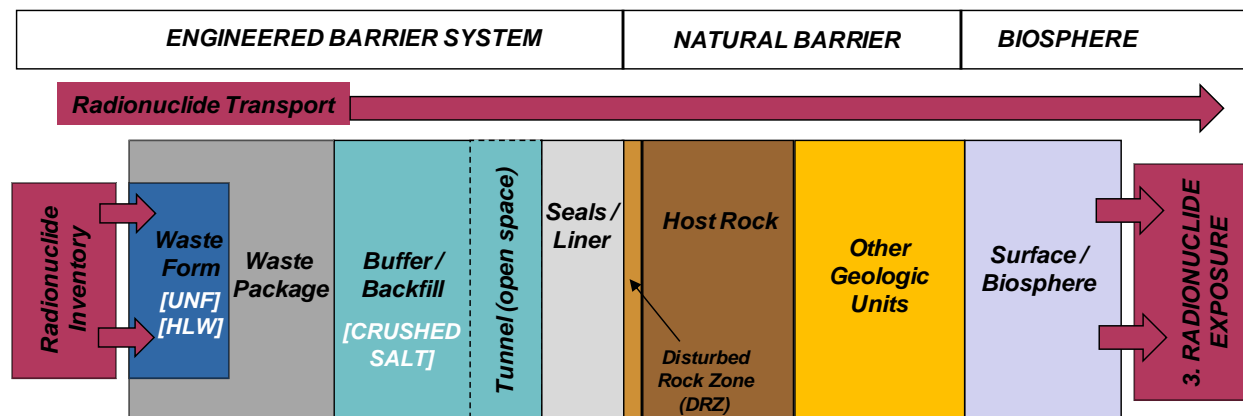 ENGINEERED BARRIER SYSTEM
NATURAL BARRIER
BIOSPHERE
Radionuclide Transport
Radionuclide
Inventory
Waste
Form
[UNF]
[HLW]
Waste
Package
Buffer /
Backfill
[CRUSHED
SALT]
Tunnel (open space)
Seals /
Liner
Host Rock
Disturbed
Rock Zone
(DRZ)
Other
Geologic
Units
Surface /
Biosphere
3. RADIONUCLIDE
EXPOSURE